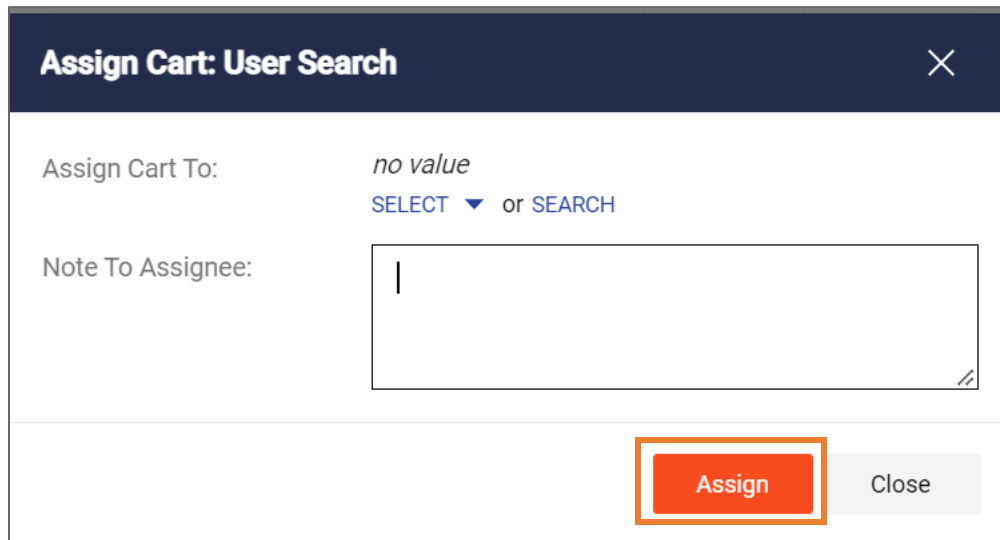 Assign Cart: User Search
Assign Cart To:
no value
SELECT or SEARCH
Note To Assignee:
Assign
Close